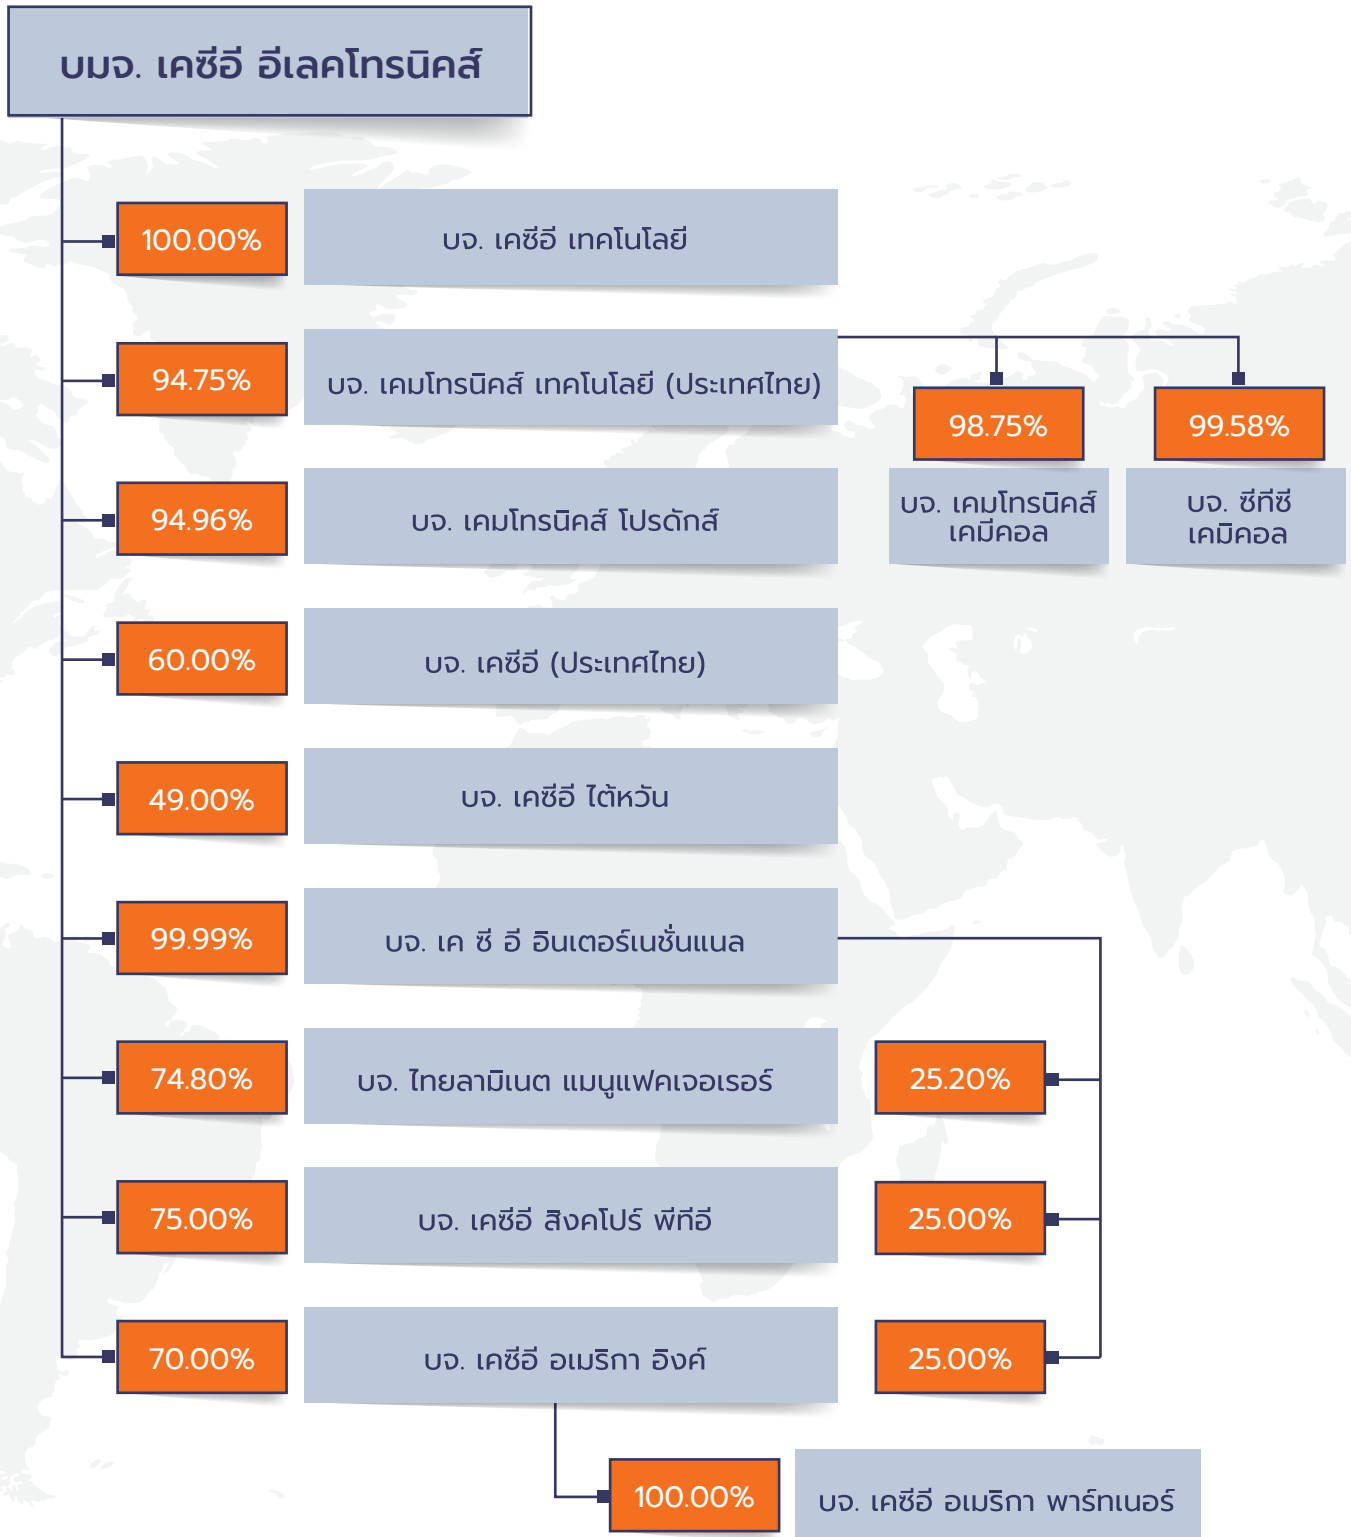 บมจ. เคซีอี อีเลคโทรนิคส์
100.00%
บจ. เคซีอี เทคโนโลยี
94.75%
บจ. เคมโทรนิคส์ เทคโนโลยี (ประเทศไทย)
98.75%
99.58%
บจ. เคมโทรนิคส์
เคมีคอล
บจ. ซีทีซี
เคมิคอล
94.96%
บจ. เคมโทรนิคส์ โปรดักส์
60.00%
บจ. เคซีอี (ประเทศไทย)
49.00%
บจ. เคซีอี ไต้หวัน
99.99%
บจ. เค ซี อี อินเตอร์เนชั่นแนล
74.80%
บจ. ไทยลามิเนต แมนูแฟคเจอเรอร์
25.20%
75.00%
บจ. เคซีอี สิงคโปร์ พีทีอี
25.00%
70.00%
บจ. เคซีอี อเมริกา อิงค์
25.00%
100.00%
บจ. เคซีอี อเมริกา พาร์ทเนอร์